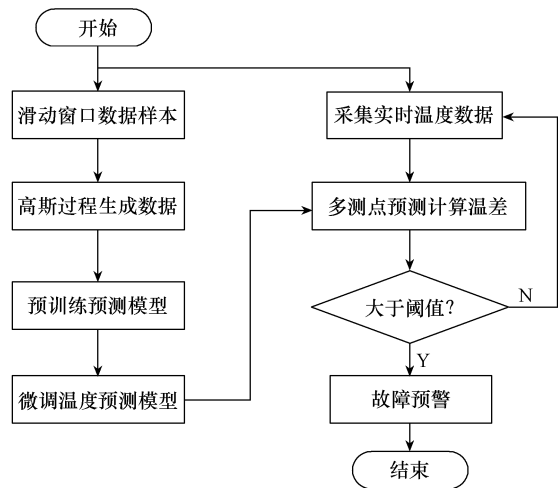 开始
滑动窗口数据样本
高斯过程生成数据
预训练预测模型
微调温度预测模型
采集实时温度数据
多测点预测计算温差
大于阈值?
N
Y
故障预警
结束